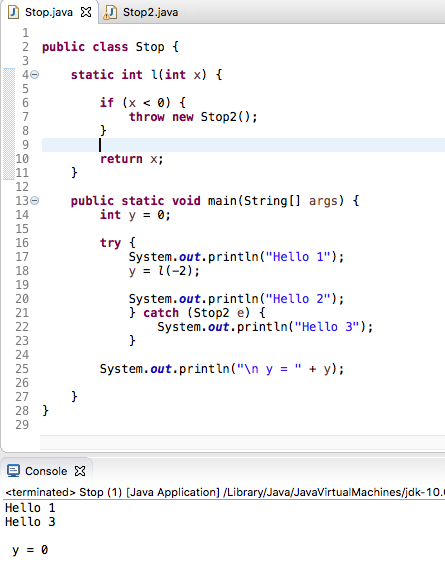 Stop.java Stop2.java
1
2 public class Stop {
3
4 static int l(int x) {
5
6 if (x < 0) {
7 throw new Stop2();
8 }
9
10 return x;
11 }
12
13 public static void main(String[] args) {
14 int y = 0;
15
16 try {
17 System.out.println("Hello 1");
18 y = l(-2);
19
20 System.out.println("Hello 2");
21 } catch (Stop2 e) {
22 System.out.println("Hello 3");
23 }
24
25 System.out.println("\n y = " + y);
26
27 }
28 }
29
Console
<terminated> Stop (1) [Java Application] /Library/Java/JavaVirtualMachines/jdk-10.
Hello 1
Hello 3
y = 0